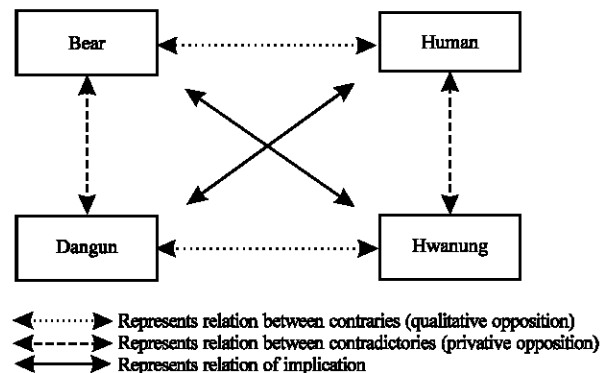 Bear
Human
Dangun
Hwanung
Represents relation between contraries (qualitative opposition)
Represents relation between contradictories (privative opposition)
Represents relation of implication